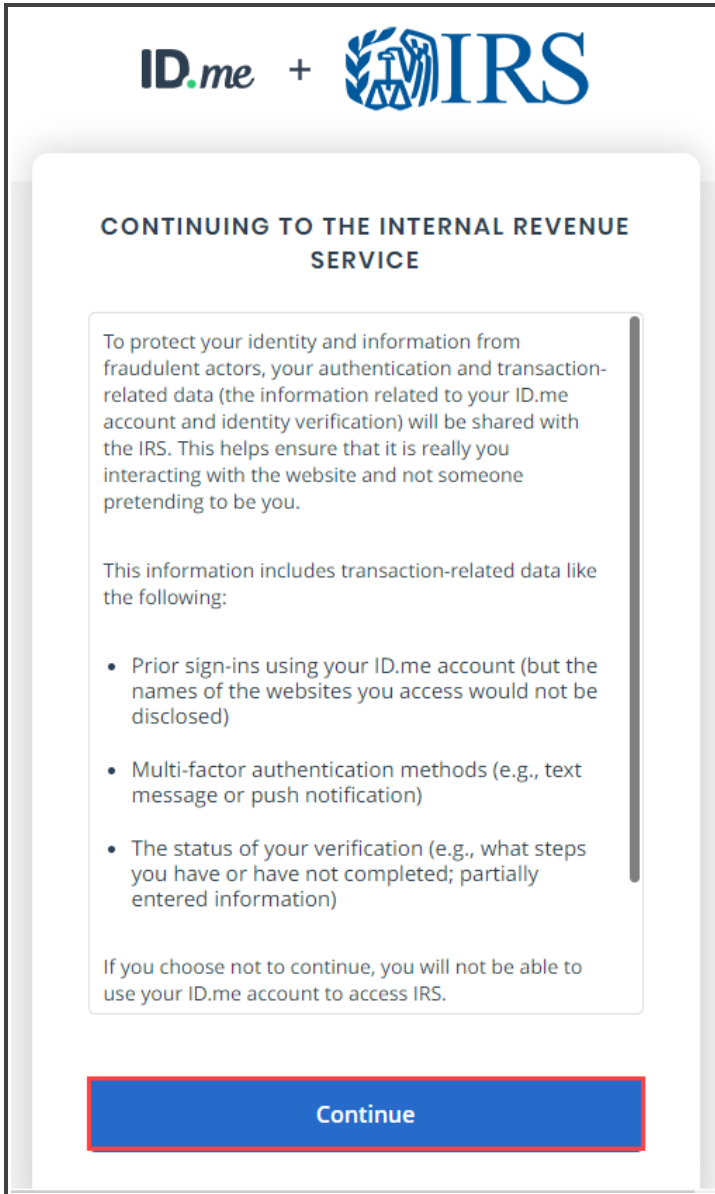 ID.me + IRS
CONTINUING TO THE INTERNAL REVENUE
SERVICE
To protect your identity and information from
fraudulent actors, your authentication and transaction-
related data (the information related to your ID.me
account and identity verification) will be shared with
the IRS. This helps ensure that it is really you
interacting with the website and not someone
pretending to be you.
This information includes transaction-related data like
the following:
• Prior sign-ins using your ID.me account (but the
names of the websites you access would not be
disclosed)
• Multi-factor authentication methods (e.g., text
message or push notification)
• The status of your verification (e.g., what steps
you have or have not completed; partially
entered information)
If you choose not to continue, you will not be able to
use your ID.me account to access IRS.
Continue